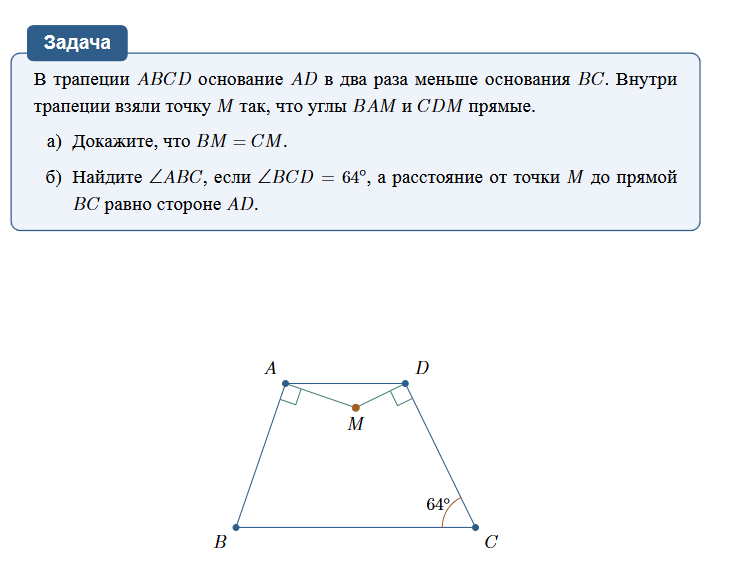 Задача
В трапеции ABCD основание AD в два раза меньше основания BC. Внутри
трапеции взяли точку M так, что углы BAM и CDM прямые.
а) Докажите, что BM = CM.
б) Найдите ∠ABC, если ∠BCD = 64°, а расстояние от точки M до прямой
BC равно стороне AD.
A
D
M
64°
B
C